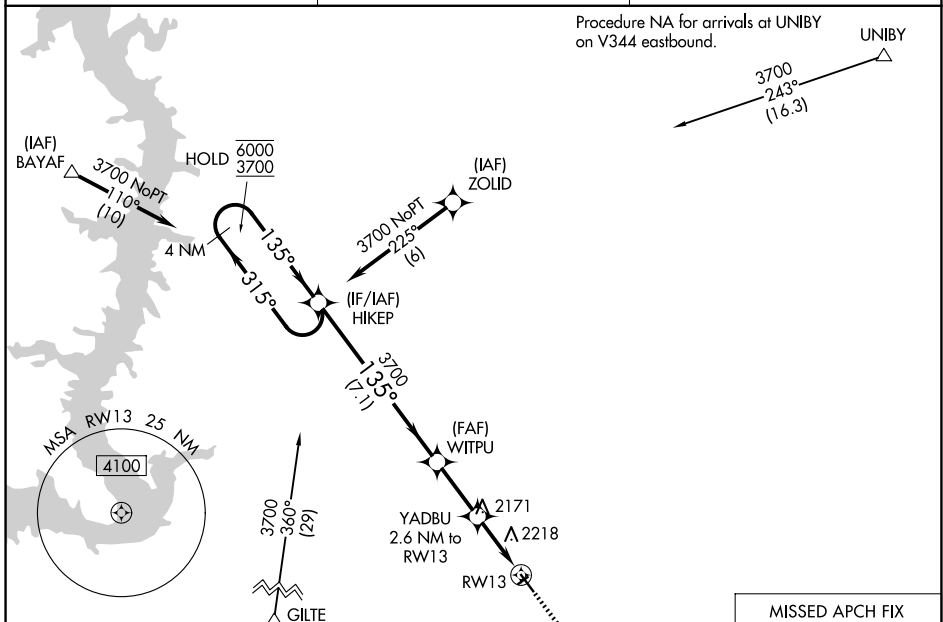 Procedure NA for arrivals at UNIBY
on V344 eastbound.
UNIBY
3700
243°
(16.3)
(IAF)
BAYAF
3700 NoPT
110°
(10)
HOLD
6000
3700
4 NM
135°
315°
(IAF)
ZOLID
3700 NoPT
225°
(6)
(IF/IAF)
HIKEP
3700
135°
(7.1)
(FAF)
WITPU
YADBU
2.6 NM to
RW13
2171
2218
RW13
MSA RW13 25 NM
4100
3700
360°
(29)
GILTE
MISSED APCH FIX